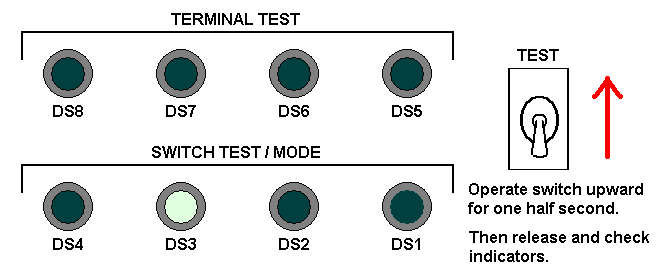 TERMINAL TEST
DS8 DS7 DS6 DS5
SWITCH TEST / MODE
DS4 DS3 DS2 DS1
TEST
Operate switch upward
for one half second.
Then release and check
indicators.